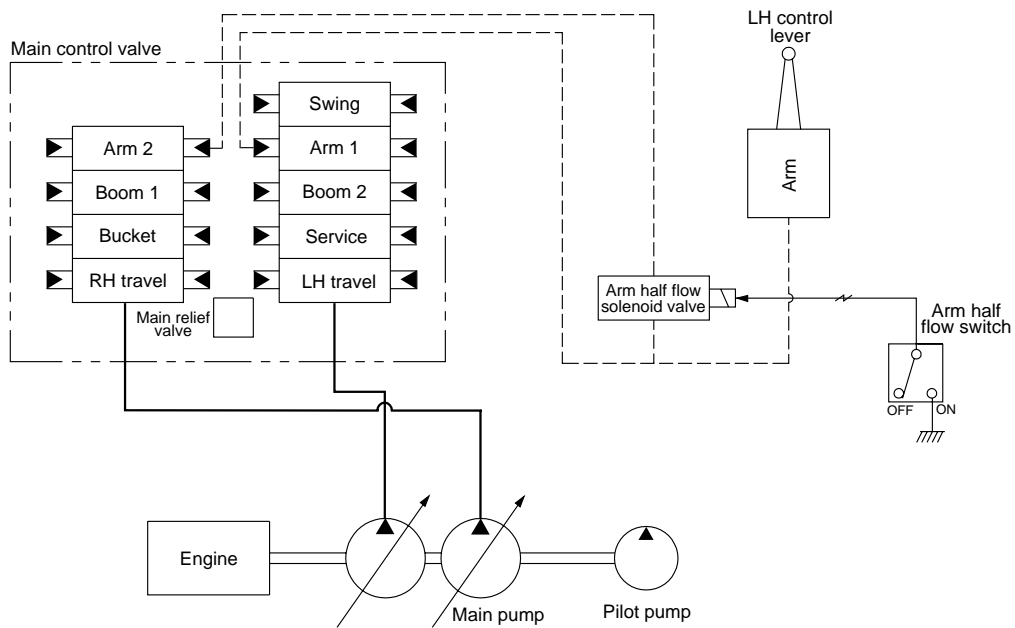 LH control
lever
Main control valve
Swing
Arm 2
Arm 1
Boom 1
Boom 2
Bucket
Service
RH travel
LH travel
Main relief
valve
Arm
Arm half flow
solenoid valve
Arm half
flow switch
OFF
ON
Engine
Main pump
Pilot pump